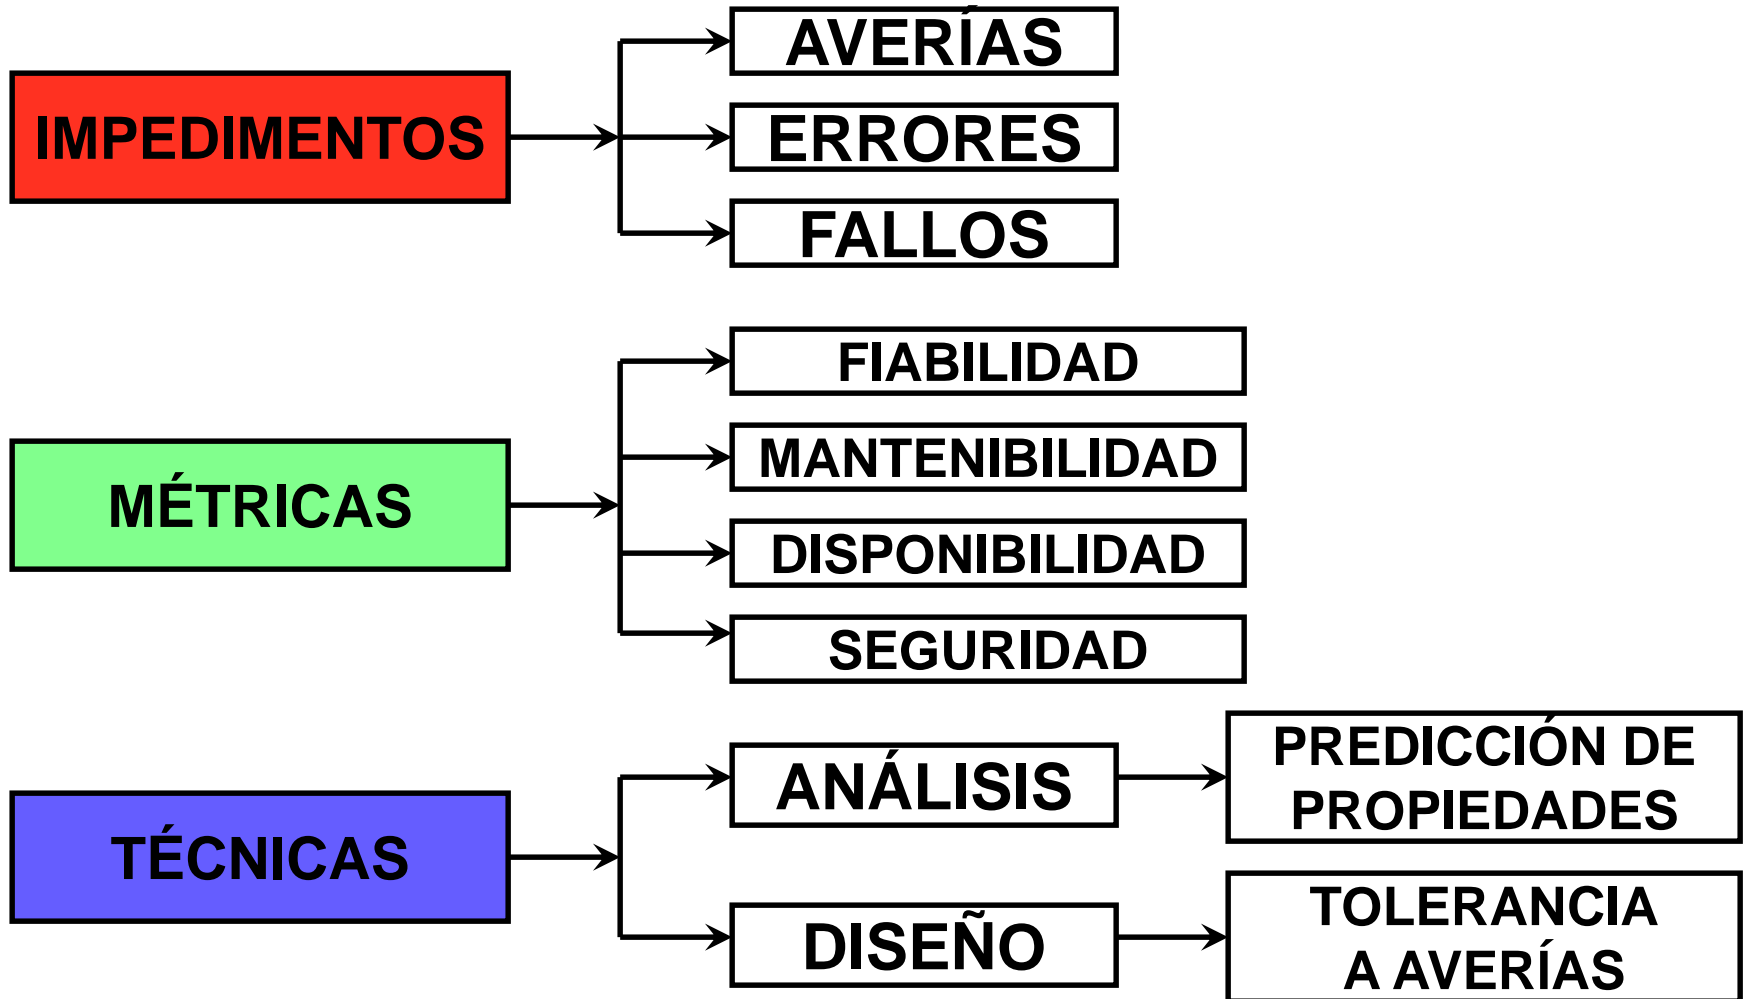 IMPEDIMENTOS
AVERÍAS
ERRORES
FALLOS
MÉTRICAS
FIABILIDAD
MANTENIBILIDAD
DISPONIBILIDAD
SEGURIDAD
TÉCNICAS
ANÁLISIS
PREDICCIÓN DE
PROPIEDADES
DISEÑO
TOLERANCIA
A AVERÍAS